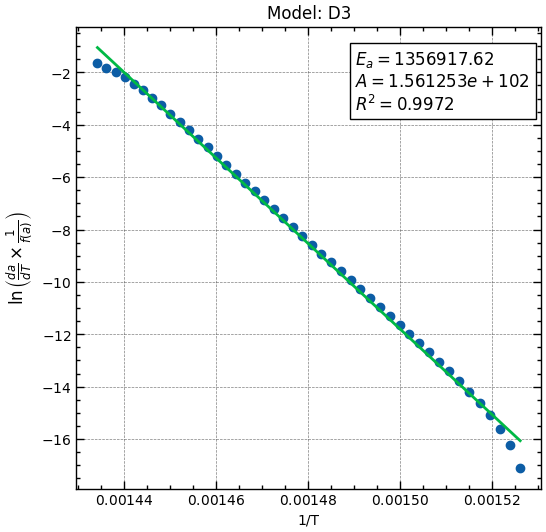 Model: D3
E_a = 1356917.62
A = 1.561253e + 102
R² = 0.9972
ln (da/dT × 1/f(a))
−2
−4
−6
−8
−10
−12
−14
−16
0.00144 0.00146 0.00148 0.00150 0.00152
1/T